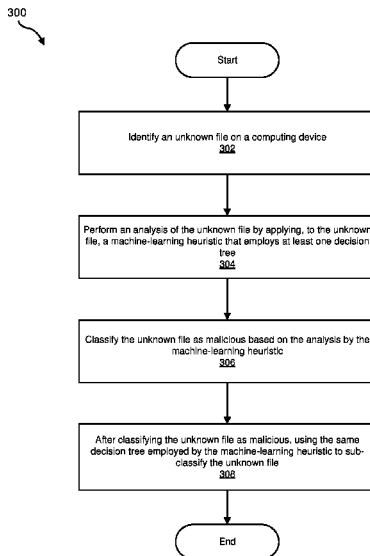 300
Start
Identify an unknown file on a computing device
302
Perform an analysis of the unknown file by applying, to the unknown
file, a machine-learning heuristic that employs at least one decision
tree
304
Classify the unknown file as malicious based on the analysis by the
machine-learning heuristic
306
After classifying the unknown file as malicious, using the same
decision tree employed by the machine-learning heuristic to sub-
classify the unknown file
308
End